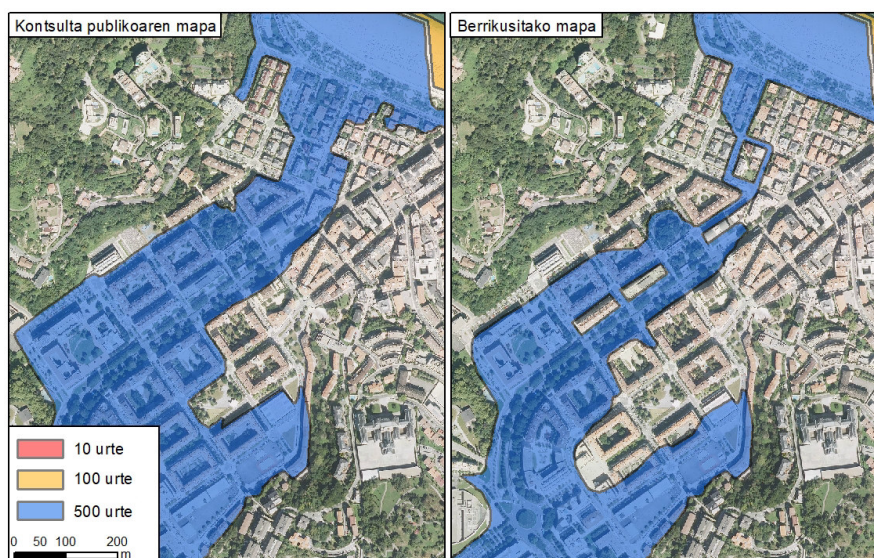 Kontsulta publikoaren mapa
Berrikusitako mapa
10 urte
100 urte
500 urte
0 50 100 200
m